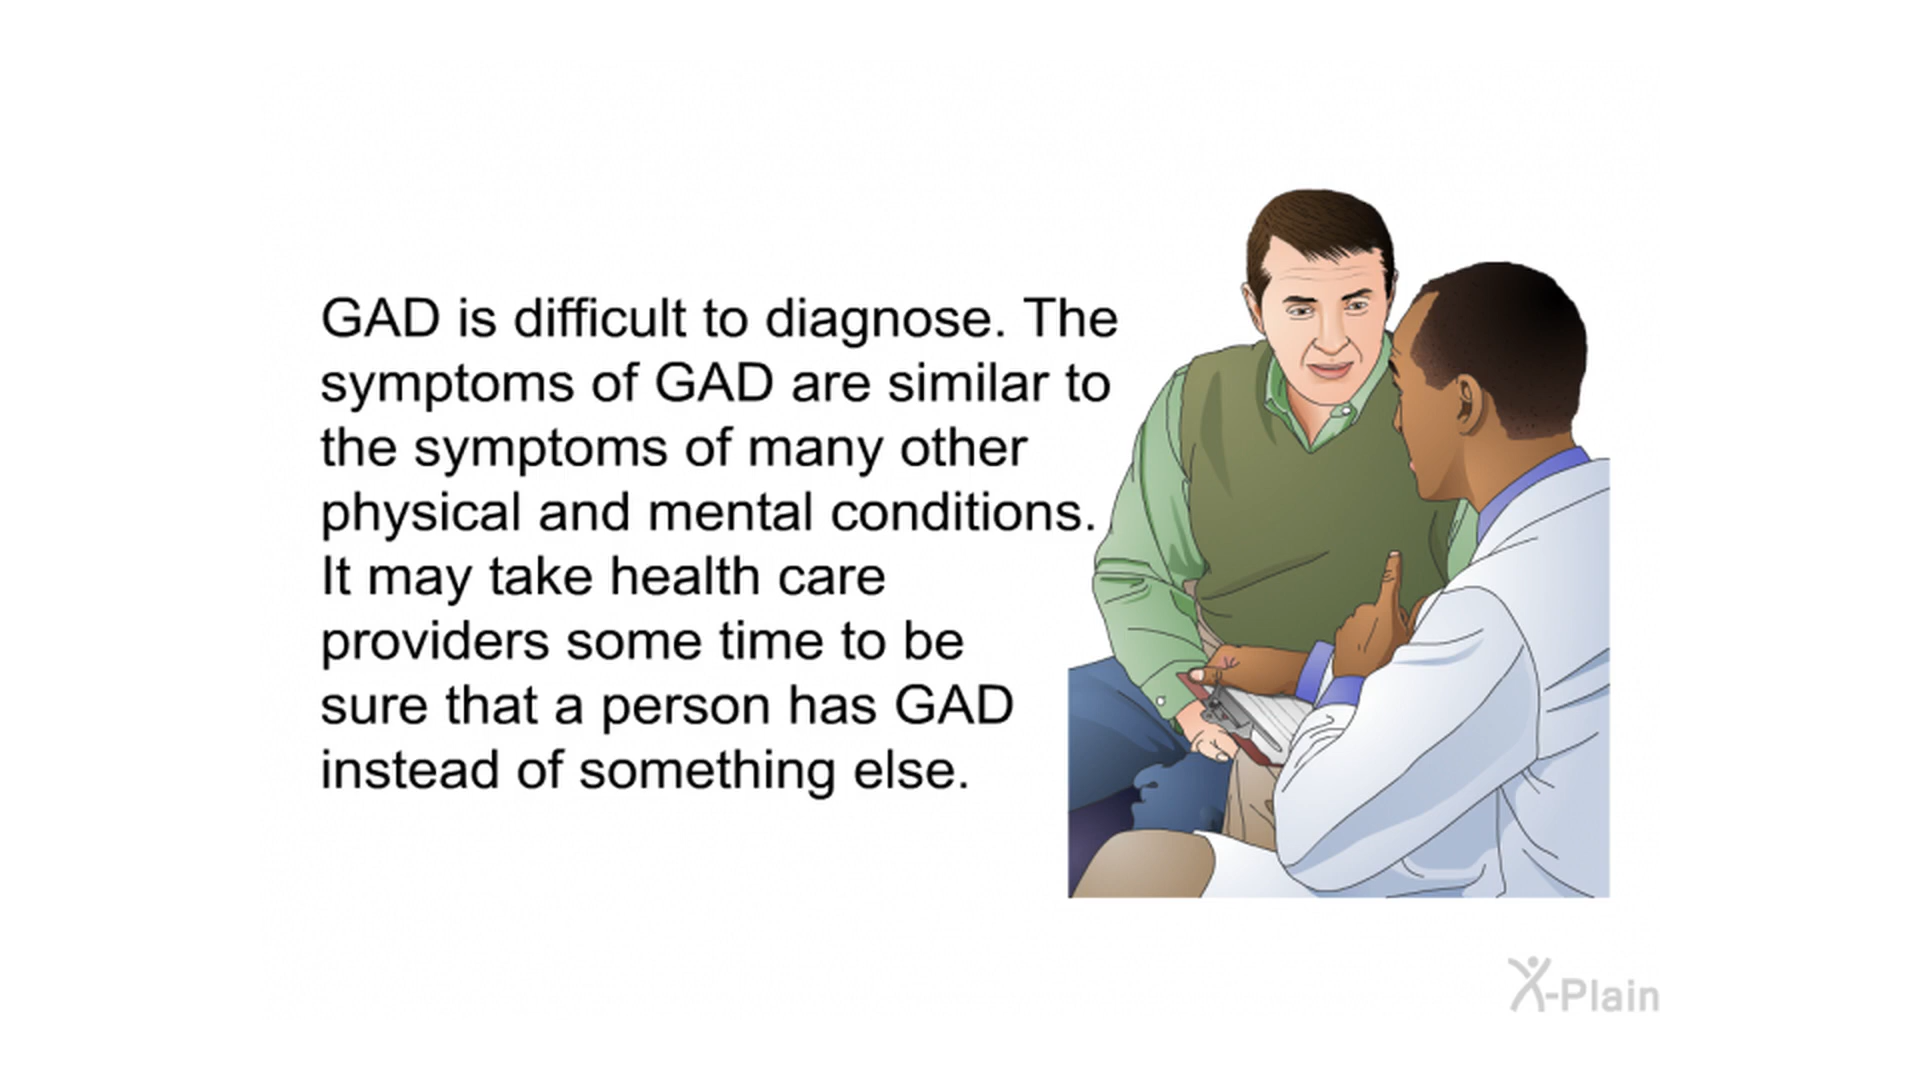 GAD is difficult to diagnose. The
symptoms of GAD are similar to
the symptoms of many other
physical and mental conditions.
It may take health care
providers some time to be
sure that a person has GAD
instead of something else.
X-Plain